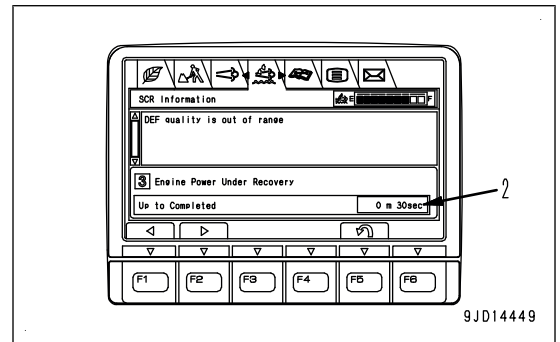 SCR Information
E F
DEF quality is out of range
3 Engine Power Under Recovery
Up to Completed 0 m 30sec
2
F1 F2 F3 F4 F5 F6
9JD14449